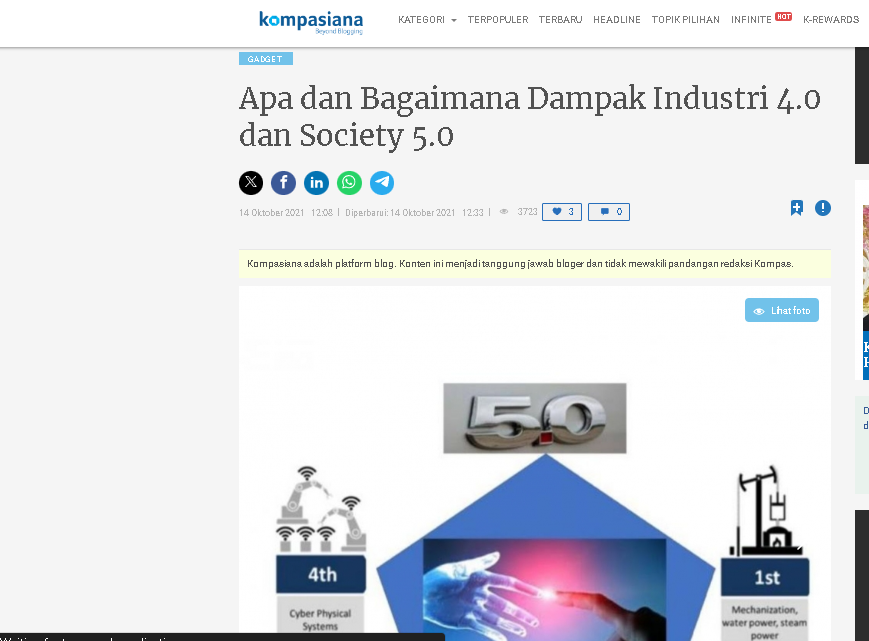 kompasiana
Beyond Blogging
KATEGORI TERPOPULER TERBARU HEADLINE TOPIK PILIHAN INFINITE HOT K-REWARDS
GADGET
Apa dan Bagaimana Dampak Industri 4.0
dan Society 5.0
14 Oktober 2021 12:08 | Diperbarui: 14 Oktober 2021 12:33 | 3723 3 0
Kompasiana adalah platform blog. Konten ini menjadi tanggung jawab bloger dan tidak mewakili pandangan redaksi Kompas.
Lihat foto
5.0
4th
Cyber Physical
Systems
1st
Mechanization,
water power, steam
power